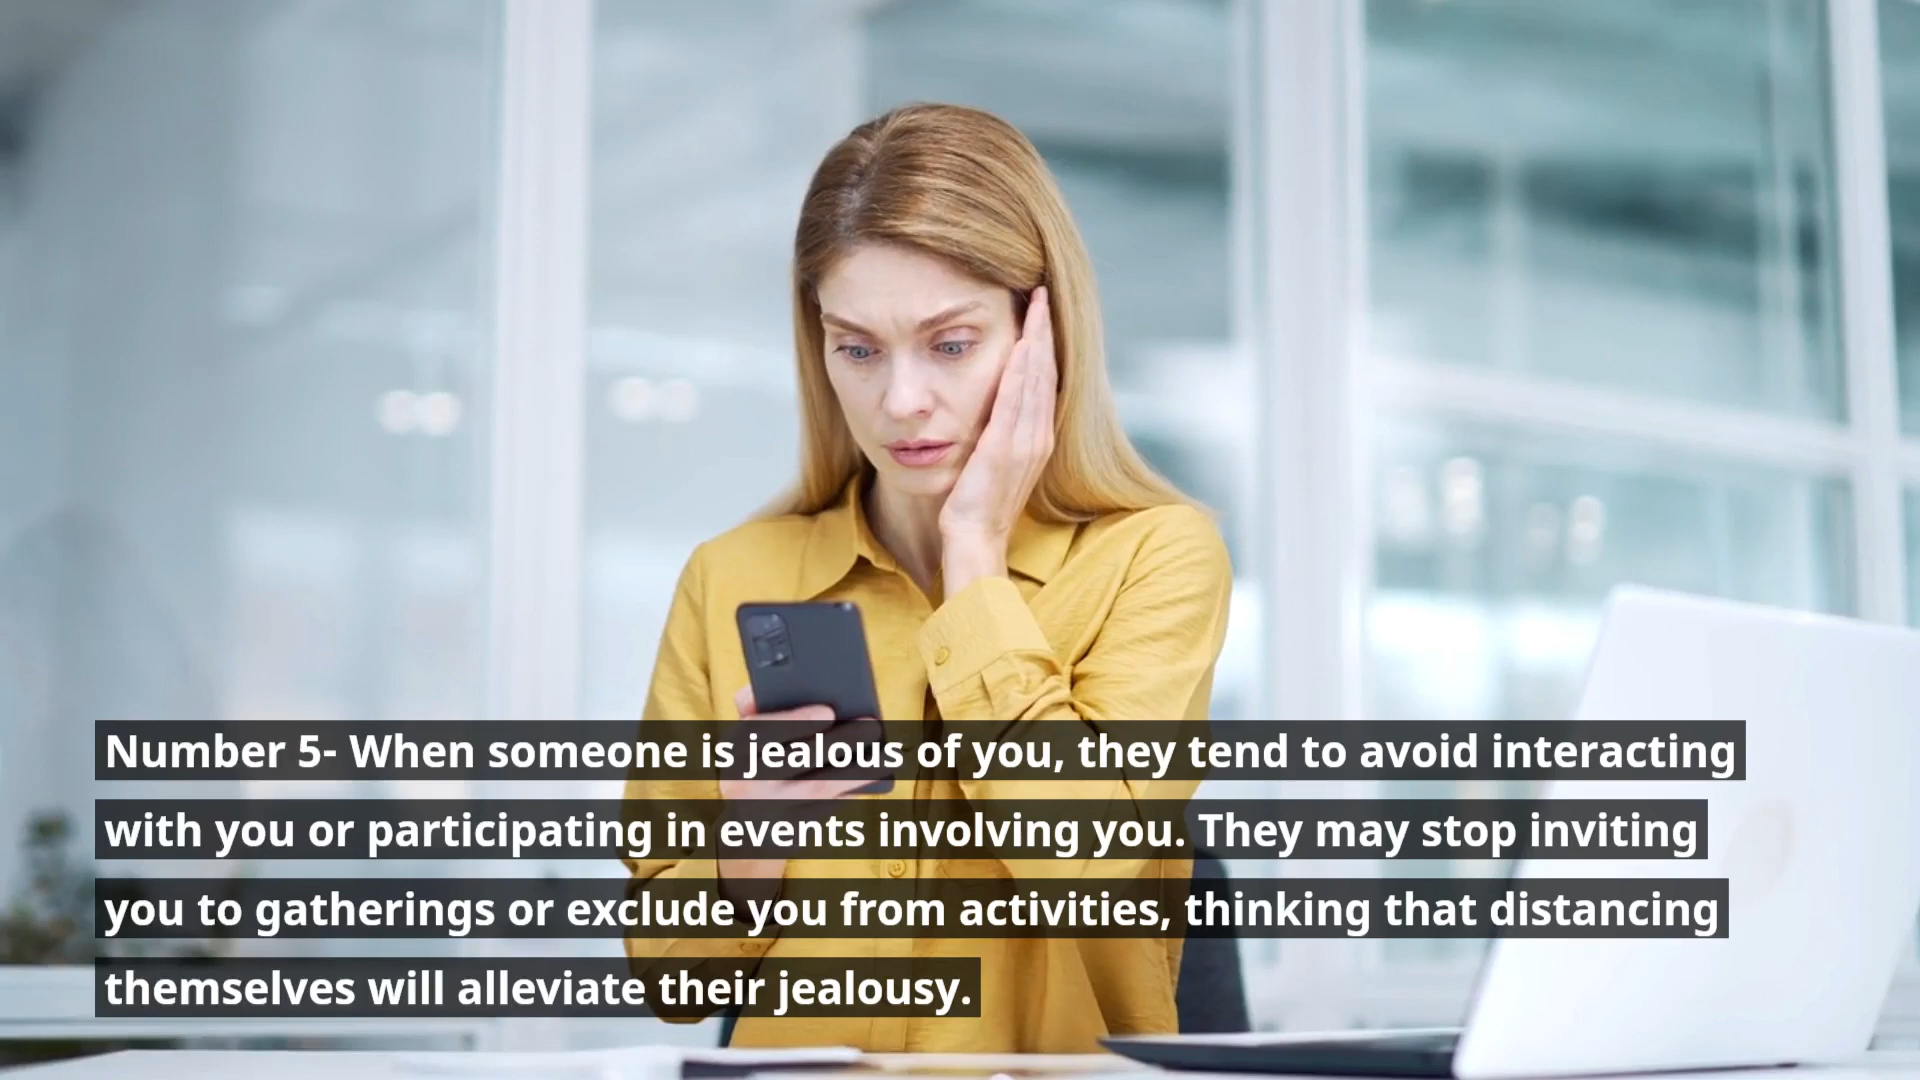 Number 5- When someone is jealous of you, they tend to avoid interacting
with you or participating in events involving you. They may stop inviting
you to gatherings or exclude you from activities, thinking that distancing
themselves will alleviate their jealousy.